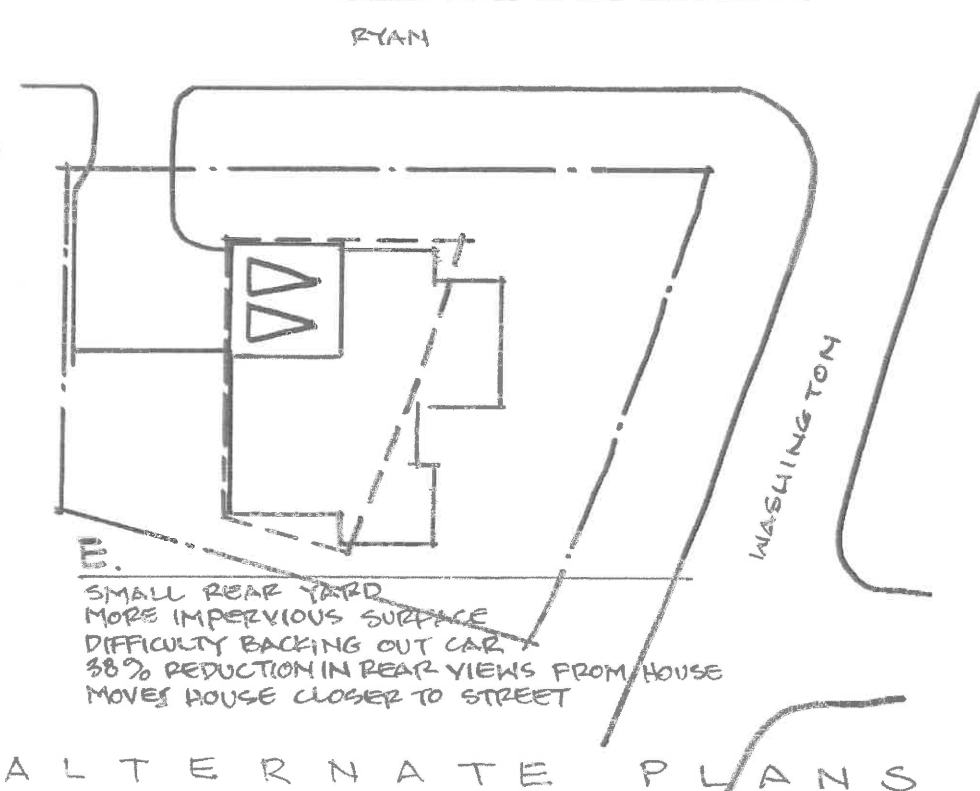 RYAN
WASHINGTON
E.
SMALL REAR YARD
MORE IMPERVIOUS SURFACE
DIFFICULTY BACKING OUT CAR
38% REDUCTION IN REAR VIEWS FROM HOUSE
MOVES HOUSE CLOSER TO STREET
ALTERNATE PLANS